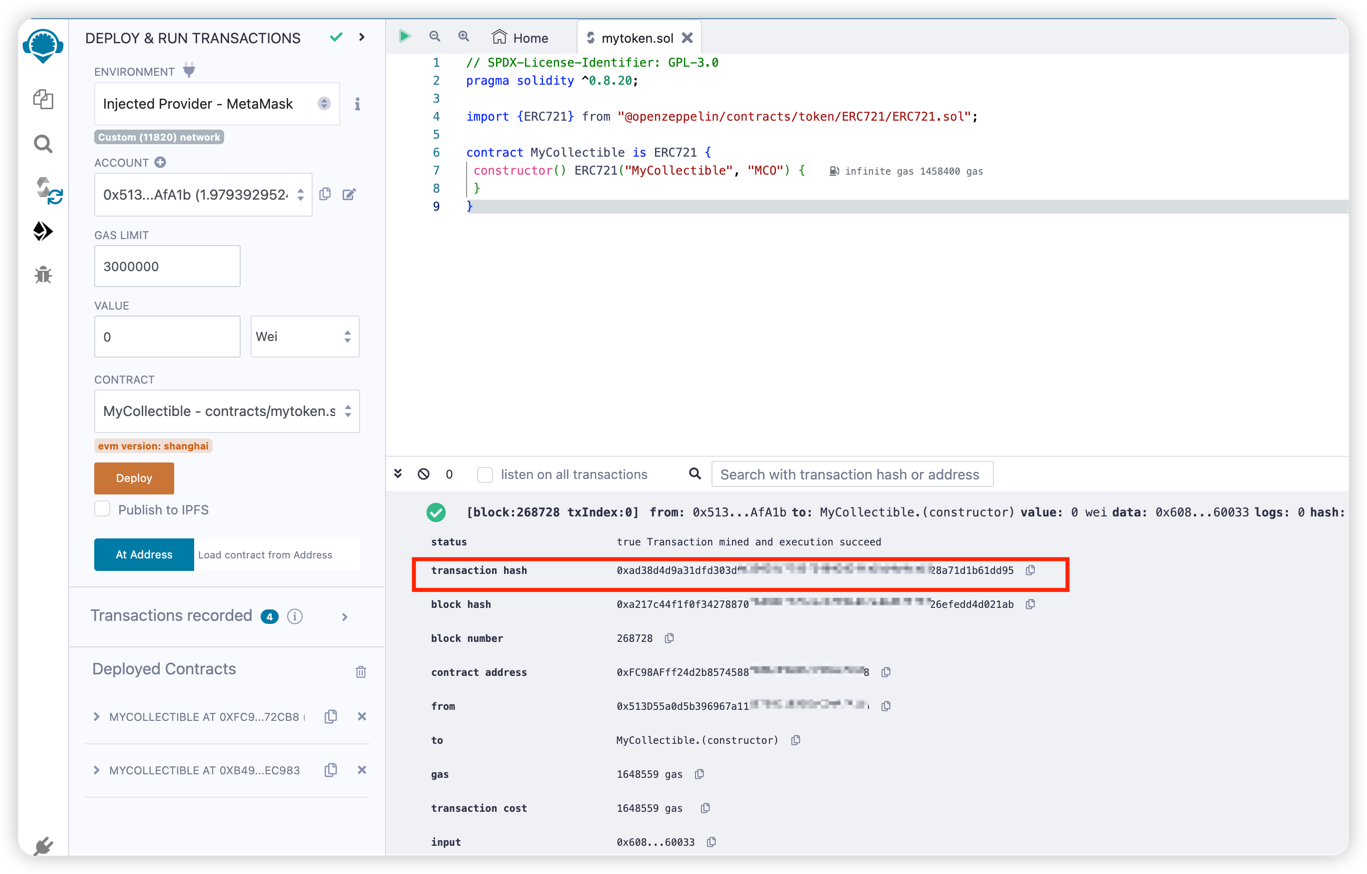 DEPLOY & RUN TRANSACTIONS
ENVIRONMENT
Injected Provider - MetaMask
Custom (11820) network
ACCOUNT
0x513...AfA1b (1.9793929524
GAS LIMIT
3000000
VALUE
0
Wei
CONTRACT
MyCollectible - contracts/mytoken.s
evm version: shanghai
Deploy
Publish to IPFS
At Address
Load contract from Address
Transactions recorded 4 i
Deployed Contracts
MYCOLLECTIBLE AT 0XFC9...72CB8 (
MYCOLLECTIBLE AT 0XB49...EC983
Home
mytoken.sol
1 // SPDX-License-Identifier: GPL-3.0
2 pragma solidity ^0.8.20;
3
4 import {ERC721} from "@openzeppelin/contracts/token/ERC721/ERC721.sol";
5
6 contract MyCollectible is ERC721 {
7 constructor() ERC721("MyCollectible", "MCO") { infinite gas 1458400 gas
8 }
9 }
0
listen on all transactions
Search with transaction hash or address
[block:268728 txIndex:0] from: 0x513...AfA1b to: MyCollectible.(constructor) value: 0 wei data: 0x608...60033 logs: 0 hash:
status true Transaction mined and execution succeed
transaction hash 0xad38d4d9a31dfd303d 28a71d1b61dd95
block hash 0xa217c44f1f0f34278870 26efedd4d021ab
block number 268728
contract address 0xFC98AFff24d2b8574588 8
from 0x513D55a0d5b396967a11
to MyCollectible.(constructor)
gas 1648559 gas
transaction cost 1648559 gas
input 0x608...60033